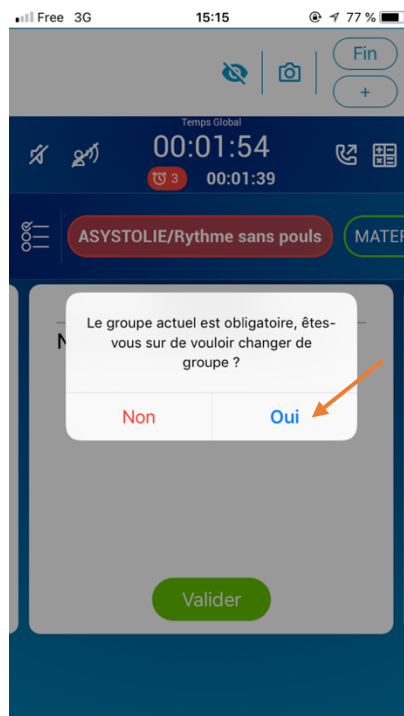 Free 3G 15:15 77 %
Fin
+
Temps Global
00:01:54
3 00:01:39
ASYSTOLIE/Rythme sans pouls MATER
N
Le groupe actuel est obligatoire, êtes-
vous sur de vouloir changer de
groupe ?
Non Oui
Valider